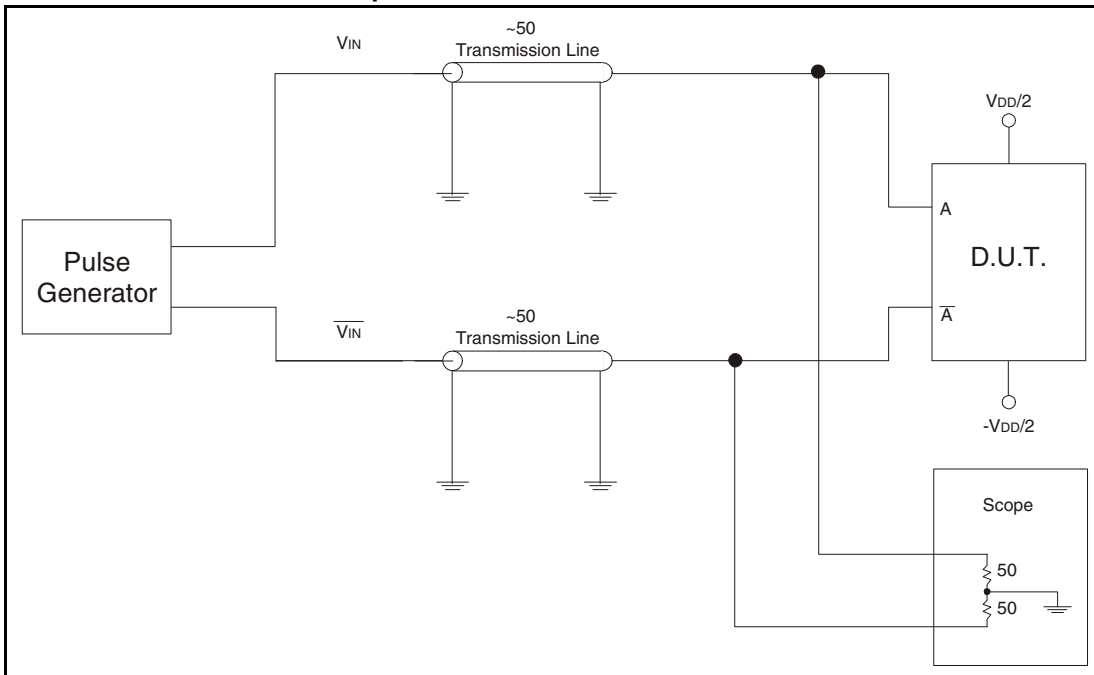 ~50
Transmission Line
VIN
VDD/2
A
D.U.T.
Pulse
Generator
A
~50
Transmission Line
VIN
-VDD/2
Scope
50
50